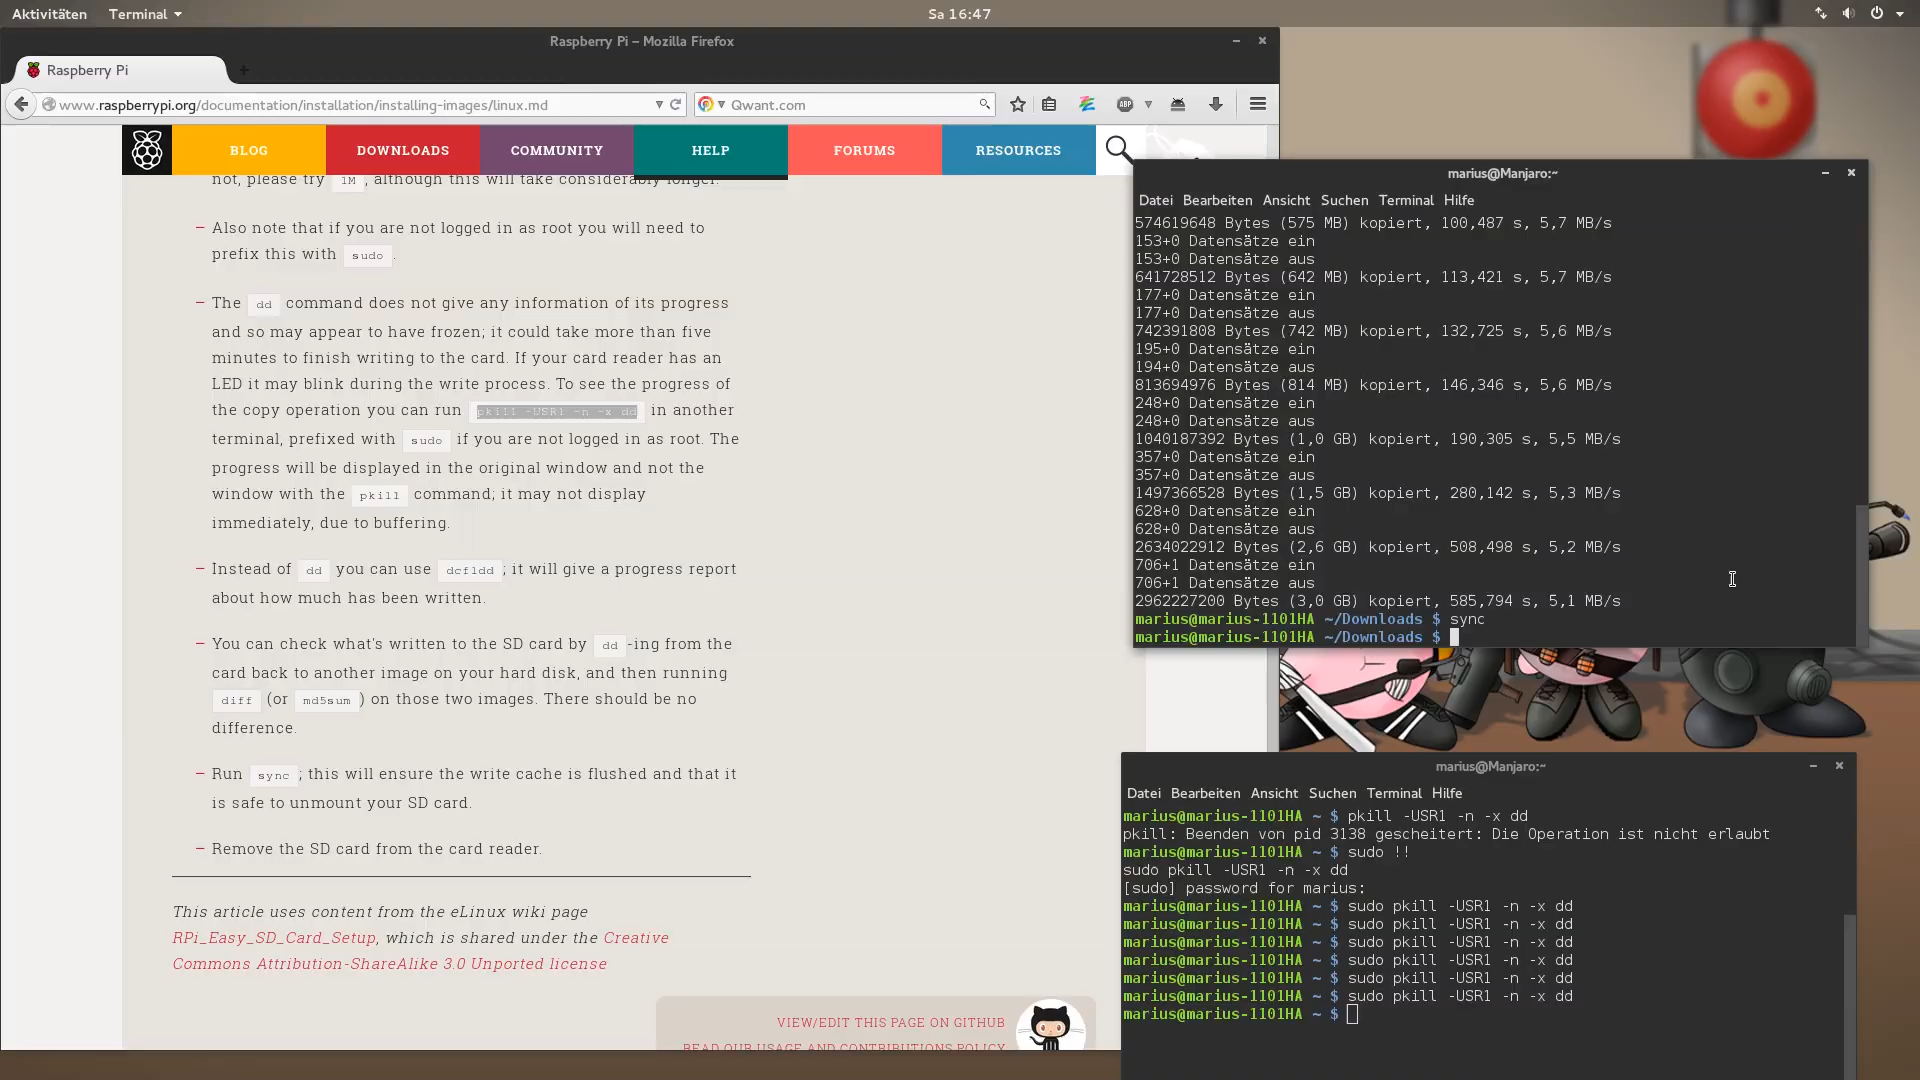 Aktivitäten Terminal Sa 16:47
Raspberry Pi – Mozilla Firefox
Raspberry Pi
www.raspberrypi.org/documentation/installation/installing-images/linux.md
Qwant.com
ABP
BLOG DOWNLOADS COMMUNITY HELP FORUMS RESOURCES
not, please try 1M, although this will take considerably longer.
– Also note that if you are not logged in as root you will need to
prefix this with sudo.
– The dd command does not give any information of its progress
and so may appear to have frozen; it could take more than five
minutes to finish writing to the card. If your card reader has an
LED it may blink during the write process. To see the progress of
the copy operation you can run pkill -USR1 -n -x dd in another
terminal, prefixed with sudo if you are not logged in as root. The
progress will be displayed in the original window and not the
window with the pkill command; it may not display
immediately, due to buffering.
– Instead of dd you can use dcfldd; it will give a progress report
about how much has been written.
– You can check what's written to the SD card by dd-ing from the
card back to another image on your hard disk, and then running
diff (or md5sum) on those two images. There should be no
difference.
– Run sync; this will ensure the write cache is flushed and that it
is safe to unmount your SD card.
– Remove the SD card from the card reader.
This article uses content from the eLinux wiki page
RPi_Easy_SD_Card_Setup, which is shared under the Creative
Commons Attribution-ShareAlike 3.0 Unported license
VIEW/EDIT THIS PAGE ON GITHUB
READ OUR USAGE AND CONTRIBUTIONS POLICY
marius@Manjaro:~
Datei Bearbeiten Ansicht Suchen Terminal Hilfe
574619648 Bytes (575 MB) kopiert, 100,487 s, 5,7 MB/s
153+0 Datensätze ein
153+0 Datensätze aus
641728512 Bytes (642 MB) kopiert, 113,421 s, 5,7 MB/s
177+0 Datensätze ein
177+0 Datensätze aus
742391808 Bytes (742 MB) kopiert, 132,725 s, 5,6 MB/s
195+0 Datensätze ein
194+0 Datensätze aus
813694976 Bytes (814 MB) kopiert, 146,346 s, 5,6 MB/s
248+0 Datensätze ein
248+0 Datensätze aus
1040187392 Bytes (1,0 GB) kopiert, 190,305 s, 5,5 MB/s
357+0 Datensätze ein
357+0 Datensätze aus
1497366528 Bytes (1,5 GB) kopiert, 280,142 s, 5,3 MB/s
628+0 Datensätze ein
628+0 Datensätze aus
2634022912 Bytes (2,6 GB) kopiert, 508,498 s, 5,2 MB/s
706+1 Datensätze ein
706+1 Datensätze aus
2962227200 Bytes (3,0 GB) kopiert, 585,794 s, 5,1 MB/s
marius@marius-1101HA ~/Downloads $ sync
marius@marius-1101HA ~/Downloads $
marius@Manjaro:~
Datei Bearbeiten Ansicht Suchen Terminal Hilfe
marius@marius-1101HA ~ $ pkill -USR1 -n -x dd
pkill: Beenden von pid 3138 gescheitert: Die Operation ist nicht erlaubt
marius@marius-1101HA ~ $ sudo !!
sudo pkill -USR1 -n -x dd
[sudo] password for marius:
marius@marius-1101HA ~ $ sudo pkill -USR1 -n -x dd
marius@marius-1101HA ~ $ sudo pkill -USR1 -n -x dd
marius@marius-1101HA ~ $ sudo pkill -USR1 -n -x dd
marius@marius-1101HA ~ $ sudo pkill -USR1 -n -x dd
marius@marius-1101HA ~ $ sudo pkill -USR1 -n -x dd
marius@marius-1101HA ~ $ sudo pkill -USR1 -n -x dd
marius@marius-1101HA ~ $